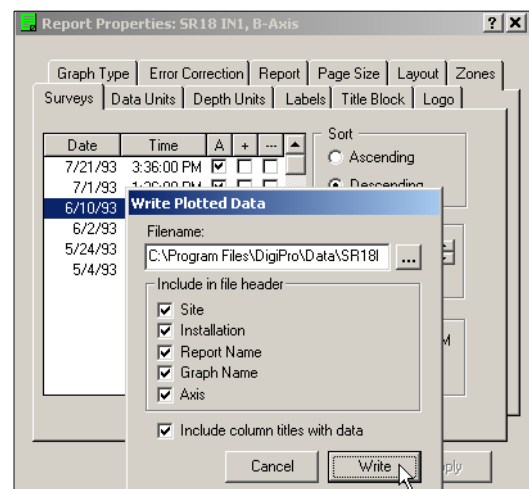 Report Properties: SR18 IN1, B-Axis
Graph Type Error Correction Report Page Size Layout Zones
Surveys Data Units Depth Units Labels Title Block Logo
Date Time A + ---
7/21/93 3:36:00 PM
7/1/93
6/10/93
6/2/93
5/24/93
5/4/93
Sort
Ascending
Descending
Write Plotted Data
Filename:
C:\Program Files\DigiPro\Data\SR18I ...
Include in file header
Site
Installation
Report Name
Graph Name
Axis
Include column titles with data
Cancel Write